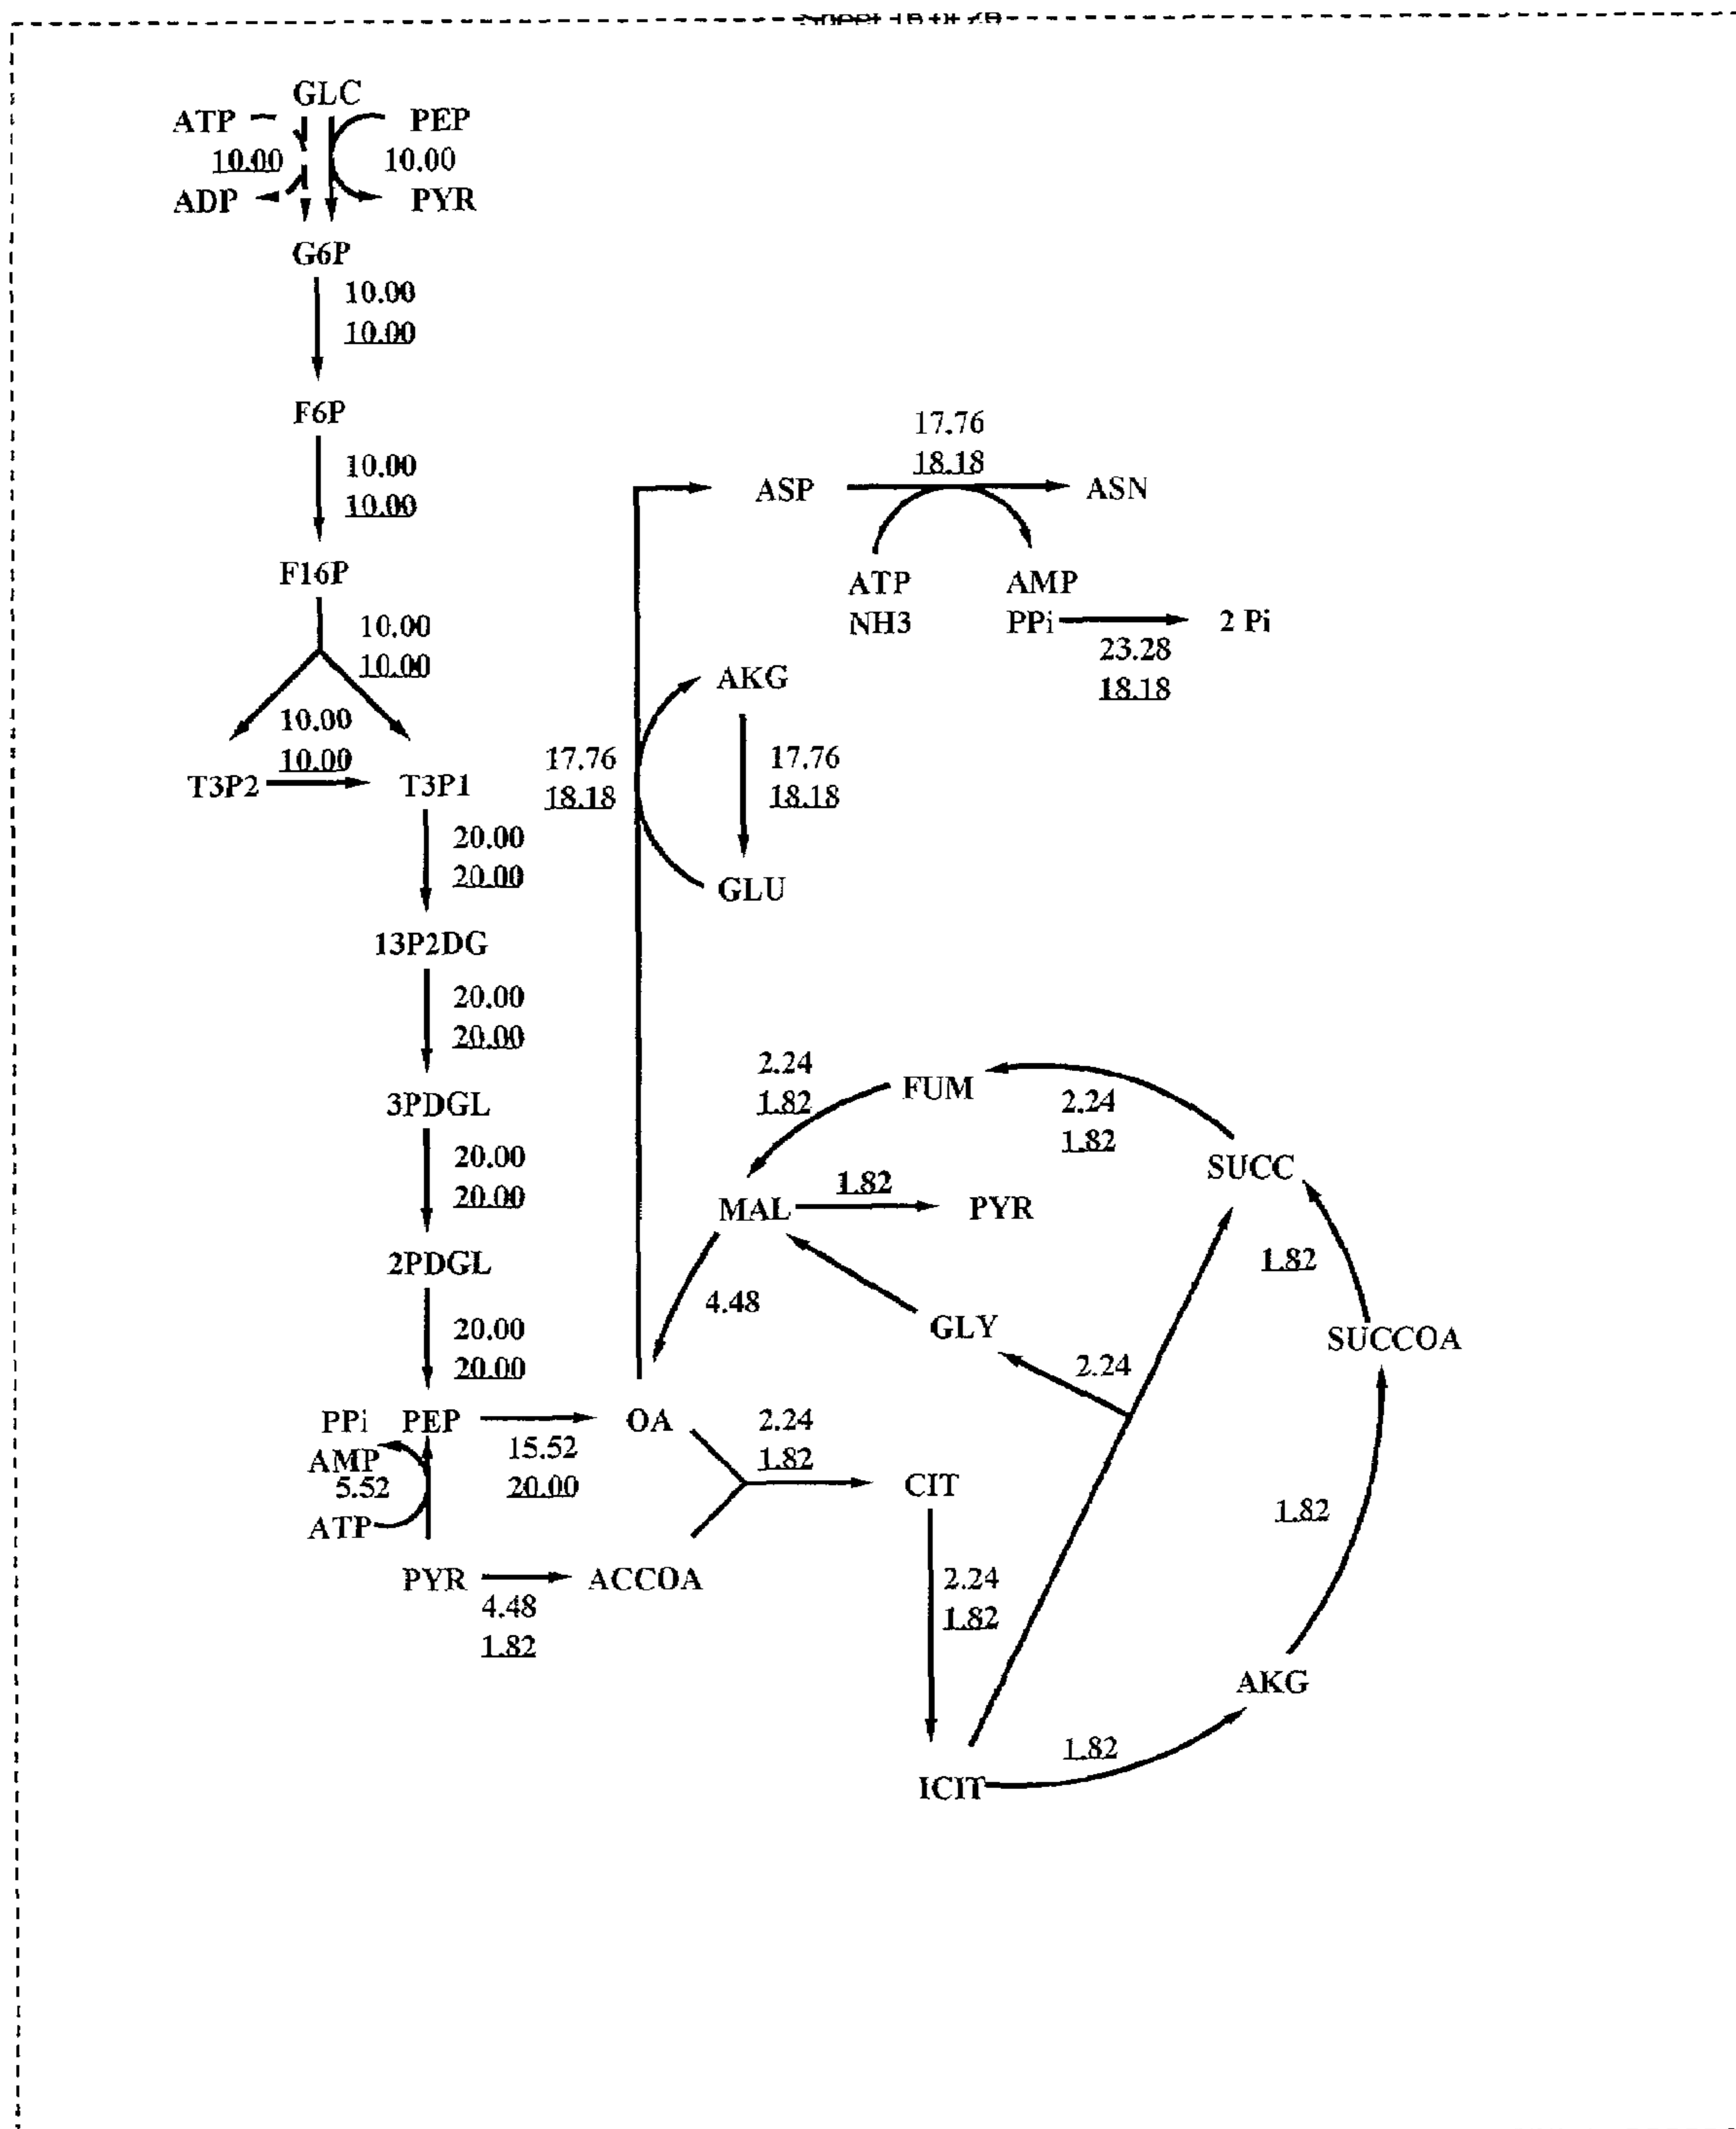 GLC
ATP
PEP
10.00
10.00
ADP
PYR
G6P
10.00
10.00
F6P
10.00
10.00
F16P
10.00
10.00
10.00
10.00
T3P2
T3P1
20.00
20.00
13P2DG
20.00
20.00
3PDGL
20.00
20.00
2PDGL
20.00
20.00
PPi
PEP
AMP
5.52
ATP
15.52
20.00
OA
PYR
4.48
1.82
ACCOA
17.76
18.18
AKG
17.76
18.18
GLU
ASP
17.76
18.18
ASN
ATP
NH3
AMP
PPi
2 Pi
23.28
18.18
2.24
1.82
FUM
2.24
1.82
SUCC
MAL
1.82
PYR
4.48
GLY
2.24
1.82
SUCCOA
2.24
1.82
CIT
2.24
1.82
1.82
AKG
1.82
ICIT